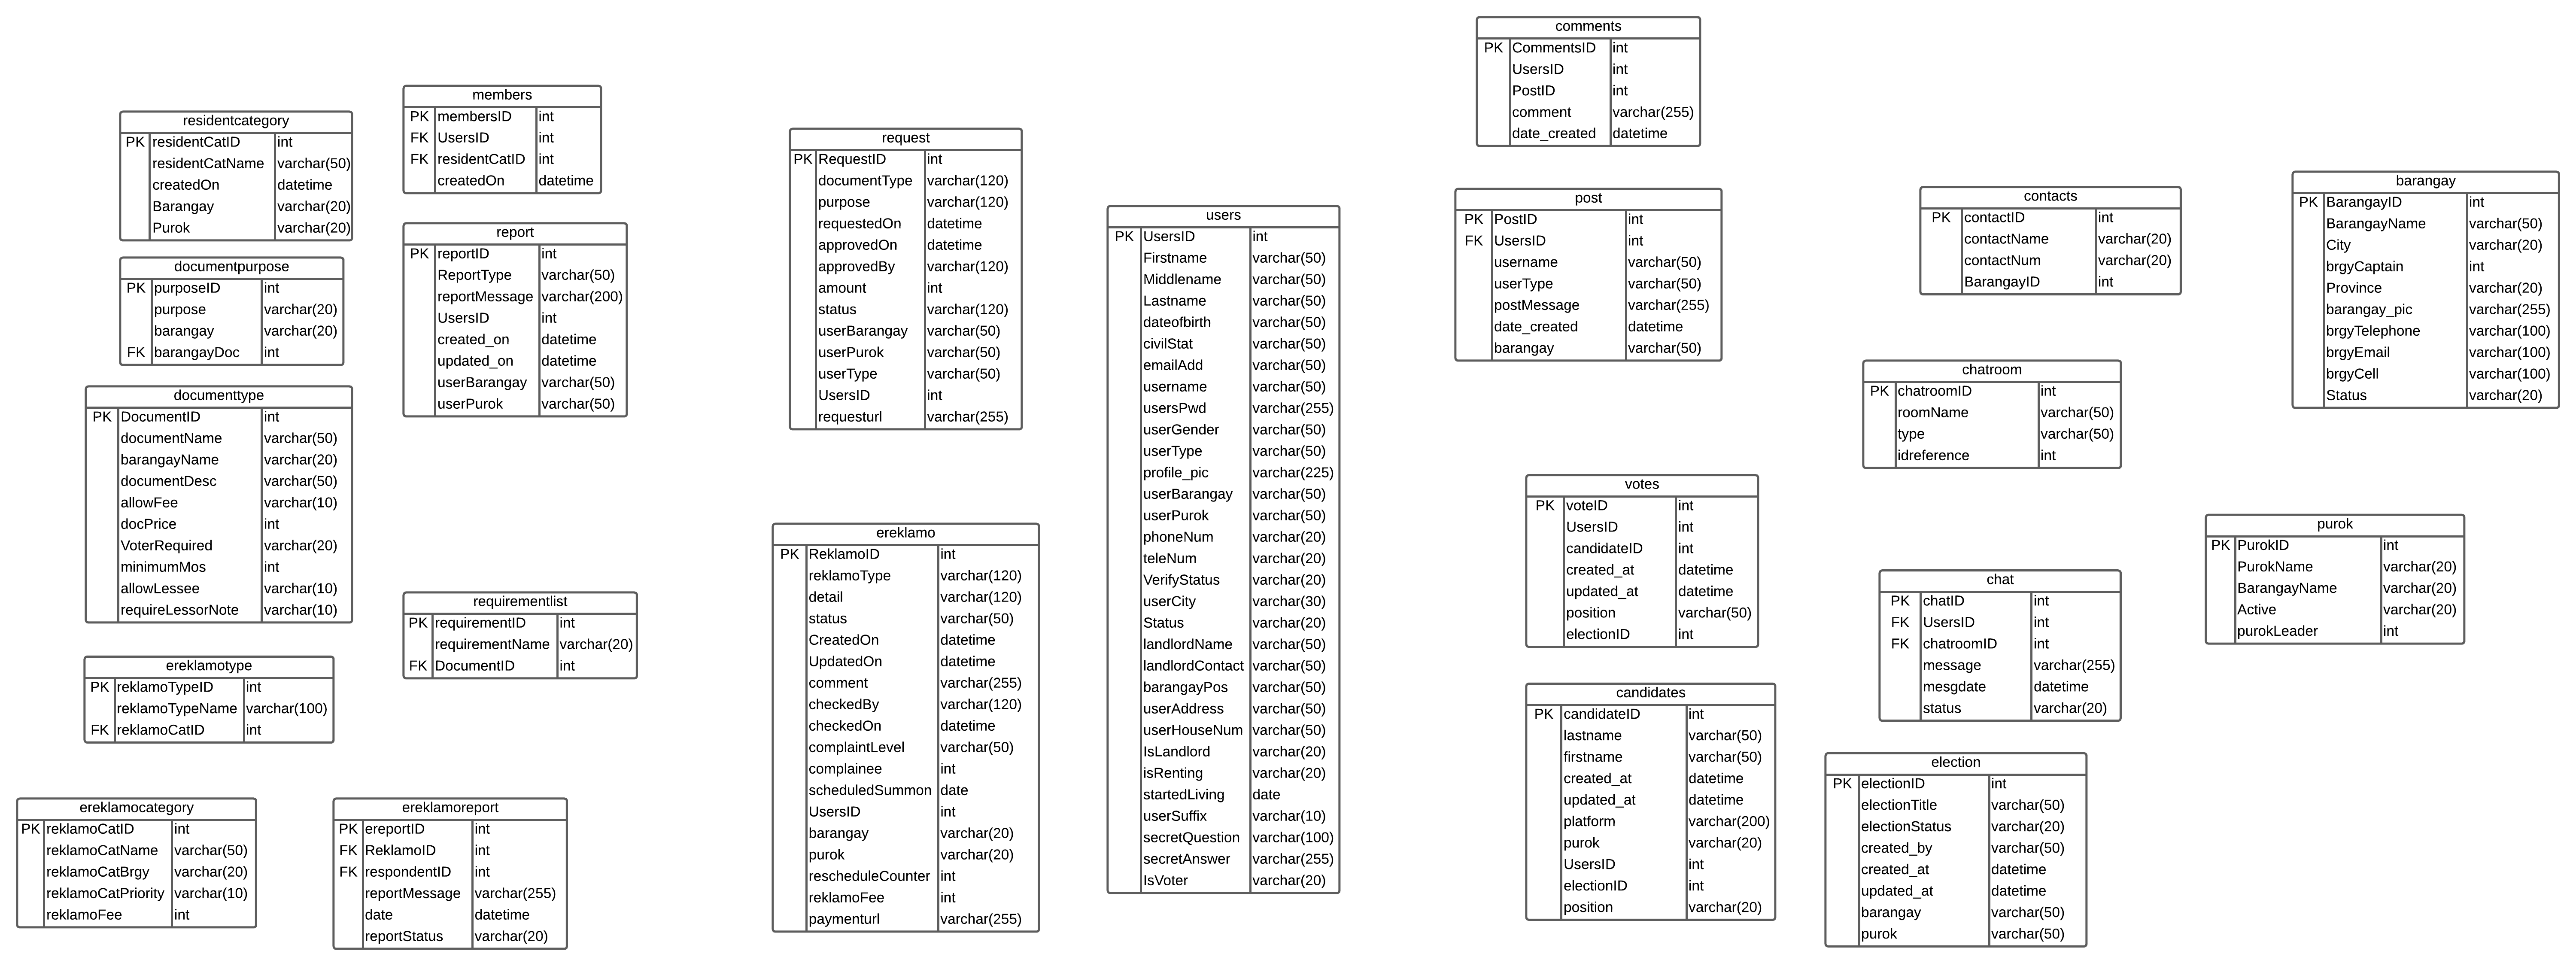 residentcategory
PK residentCatID int
residentCatName varchar(50)
createdOn datetime
Barangay varchar(20)
Purok varchar(20)
documentpurpose
PK purposeID int
purpose varchar(20)
barangay varchar(20)
FK barangayDoc int
documenttype
PK DocumentID int
documentName varchar(50)
barangayName varchar(20)
documentDesc varchar(50)
allowFee varchar(10)
docPrice int
VoterRequired varchar(20)
minimumMos int
allowLessee varchar(10)
requireLessorNote varchar(10)
ereklamotype
PK reklamoTypeID int
reklamoTypeName varchar(100)
FK reklamoCatID int
ereklamocategory
PK reklamoCatID int
reklamoCatName varchar(50)
reklamoCatBrgy varchar(20)
reklamoCatPriority varchar(10)
reklamoFee int
members
PK membersID int
FK UsersID int
FK residentCatID int
createdOn datetime
report
PK reportID int
ReportType varchar(50)
reportMessage varchar(200)
UsersID int
created_on datetime
updated_on datetime
userBarangay varchar(50)
userPurok varchar(50)
requirementlist
PK requirementID int
requirementName varchar(20)
FK DocumentID int
ereklamoreport
PK ereportID int
FK ReklamoID int
FK respondentID int
reportMessage varchar(255)
date datetime
reportStatus varchar(20)
request
PK RequestID int
documentType varchar(120)
purpose varchar(120)
requestedOn datetime
approvedOn datetime
approvedBy varchar(120)
amount int
status varchar(120)
userBarangay varchar(50)
userPurok varchar(50)
userType varchar(50)
UsersID int
requesturl varchar(255)
ereklamo
PK ReklamoID int
reklamoType varchar(120)
detail varchar(120)
status varchar(50)
CreatedOn datetime
UpdatedOn datetime
comment varchar(255)
checkedBy varchar(120)
checkedOn datetime
complaintLevel varchar(50)
complainee int
scheduledSummon date
UsersID int
barangay varchar(20)
purok varchar(20)
rescheduleCounter int
reklamoFee int
paymenturl varchar(255)
users
PK UsersID int
Firstname varchar(50)
Middlename varchar(50)
Lastname varchar(50)
dateofbirth varchar(50)
civilStat varchar(50)
emailAdd varchar(50)
username varchar(50)
usersPwd varchar(255)
userGender varchar(50)
userType varchar(50)
profile_pic varchar(225)
userBarangay varchar(50)
userPurok varchar(50)
phoneNum varchar(20)
teleNum varchar(20)
VerifyStatus varchar(20)
userCity varchar(30)
Status varchar(20)
landlordName varchar(50)
landlordContact varchar(50)
barangayPos varchar(50)
userAddress varchar(50)
userHouseNum varchar(50)
IsLandlord varchar(20)
isRenting varchar(20)
startedLiving date
userSuffix varchar(10)
secretQuestion varchar(100)
secretAnswer varchar(255)
IsVoter varchar(20)
comments
PK CommentsID int
UsersID int
PostID int
comment varchar(255)
date_created datetime
post
PK PostID int
FK UsersID int
username varchar(50)
userType varchar(50)
postMessage varchar(255)
date_created datetime
barangay varchar(50)
votes
PK voteID int
UsersID int
candidateID int
created_at datetime
updated_at datetime
position varchar(50)
electionID int
candidates
PK candidateID int
lastname varchar(50)
firstname varchar(50)
created_at datetime
updated_at datetime
platform varchar(200)
purok varchar(20)
UsersID int
electionID int
position varchar(20)
contacts
PK contactID int
contactName varchar(20)
contactNum varchar(20)
BarangayID int
chatroom
PK chatroomID int
roomName varchar(50)
type varchar(50)
idreference int
chat
PK chatID int
FK UsersID int
FK chatroomID int
message varchar(255)
mesgdate datetime
status varchar(20)
election
PK electionID int
electionTitle varchar(50)
electionStatus varchar(20)
created_by varchar(50)
created_at datetime
updated_at datetime
barangay varchar(50)
purok varchar(50)
barangay
PK BarangayID int
BarangayName varchar(50)
City varchar(20)
brgyCaptain int
Province varchar(20)
barangay_pic varchar(255)
brgyTelephone varchar(100)
brgyEmail varchar(100)
brgyCell varchar(100)
Status varchar(20)
purok
PK PurokID int
PurokName varchar(20)
BarangayName varchar(20)
Active varchar(20)
purokLeader int